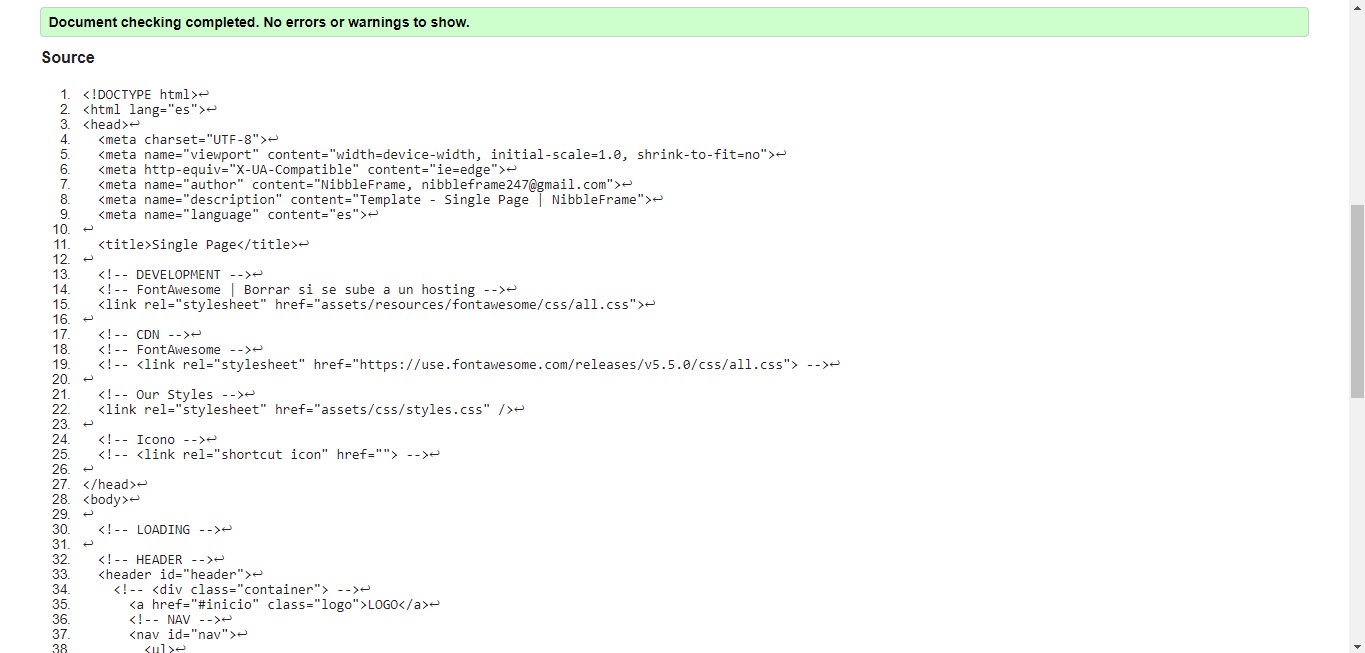 Document checking completed. No errors or warnings to show.
Source
1. <!DOCTYPE html>↩
2. <html lang="es">↩
3. <head>↩
4.   <meta charset="UTF-8">↩
5.   <meta name="viewport" content="width=device-width, initial-scale=1.0, shrink-to-fit=no">↩
6.   <meta http-equiv="X-UA-Compatible" content="ie=edge">↩
7.   <meta name="author" content="NibbleFrame, nibbleframe247@gmail.com">↩
8.   <meta name="description" content="Template - Single Page | NibbleFrame">↩
9.   <meta name="language" content="es">↩
10. ↩
11.   <title>Single Page</title>↩
12. ↩
13.   <!-- DEVELOPMENT -->↩
14.   <!-- FontAwesome | Borrar si se sube a un hosting -->↩
15.   <link rel="stylesheet" href="assets/resources/fontawesome/css/all.css">↩
16. ↩
17.   <!-- CDN -->↩
18.   <!-- FontAwesome -->↩
19.   <!-- <link rel="stylesheet" href="https://use.fontawesome.com/releases/v5.5.0/css/all.css"> -->↩
20. ↩
21.   <!-- Our Styles -->↩
22.   <link rel="stylesheet" href="assets/css/styles.css" />↩
23. ↩
24.   <!-- Icono -->↩
25.   <!-- <link rel="shortcut icon" href=""> -->↩
26. ↩
27. </head>↩
28. <body>↩
29. ↩
30.   <!-- LOADING -->↩
31. ↩
32.   <!-- HEADER -->↩
33.   <header id="header">↩
34.     <!-- <div class="container"> -->↩
35.       <a href="#inicio" class="logo">LOGO</a>↩
36.       <!-- NAV -->↩
37.       <nav id="nav">↩
38         <ul>↩